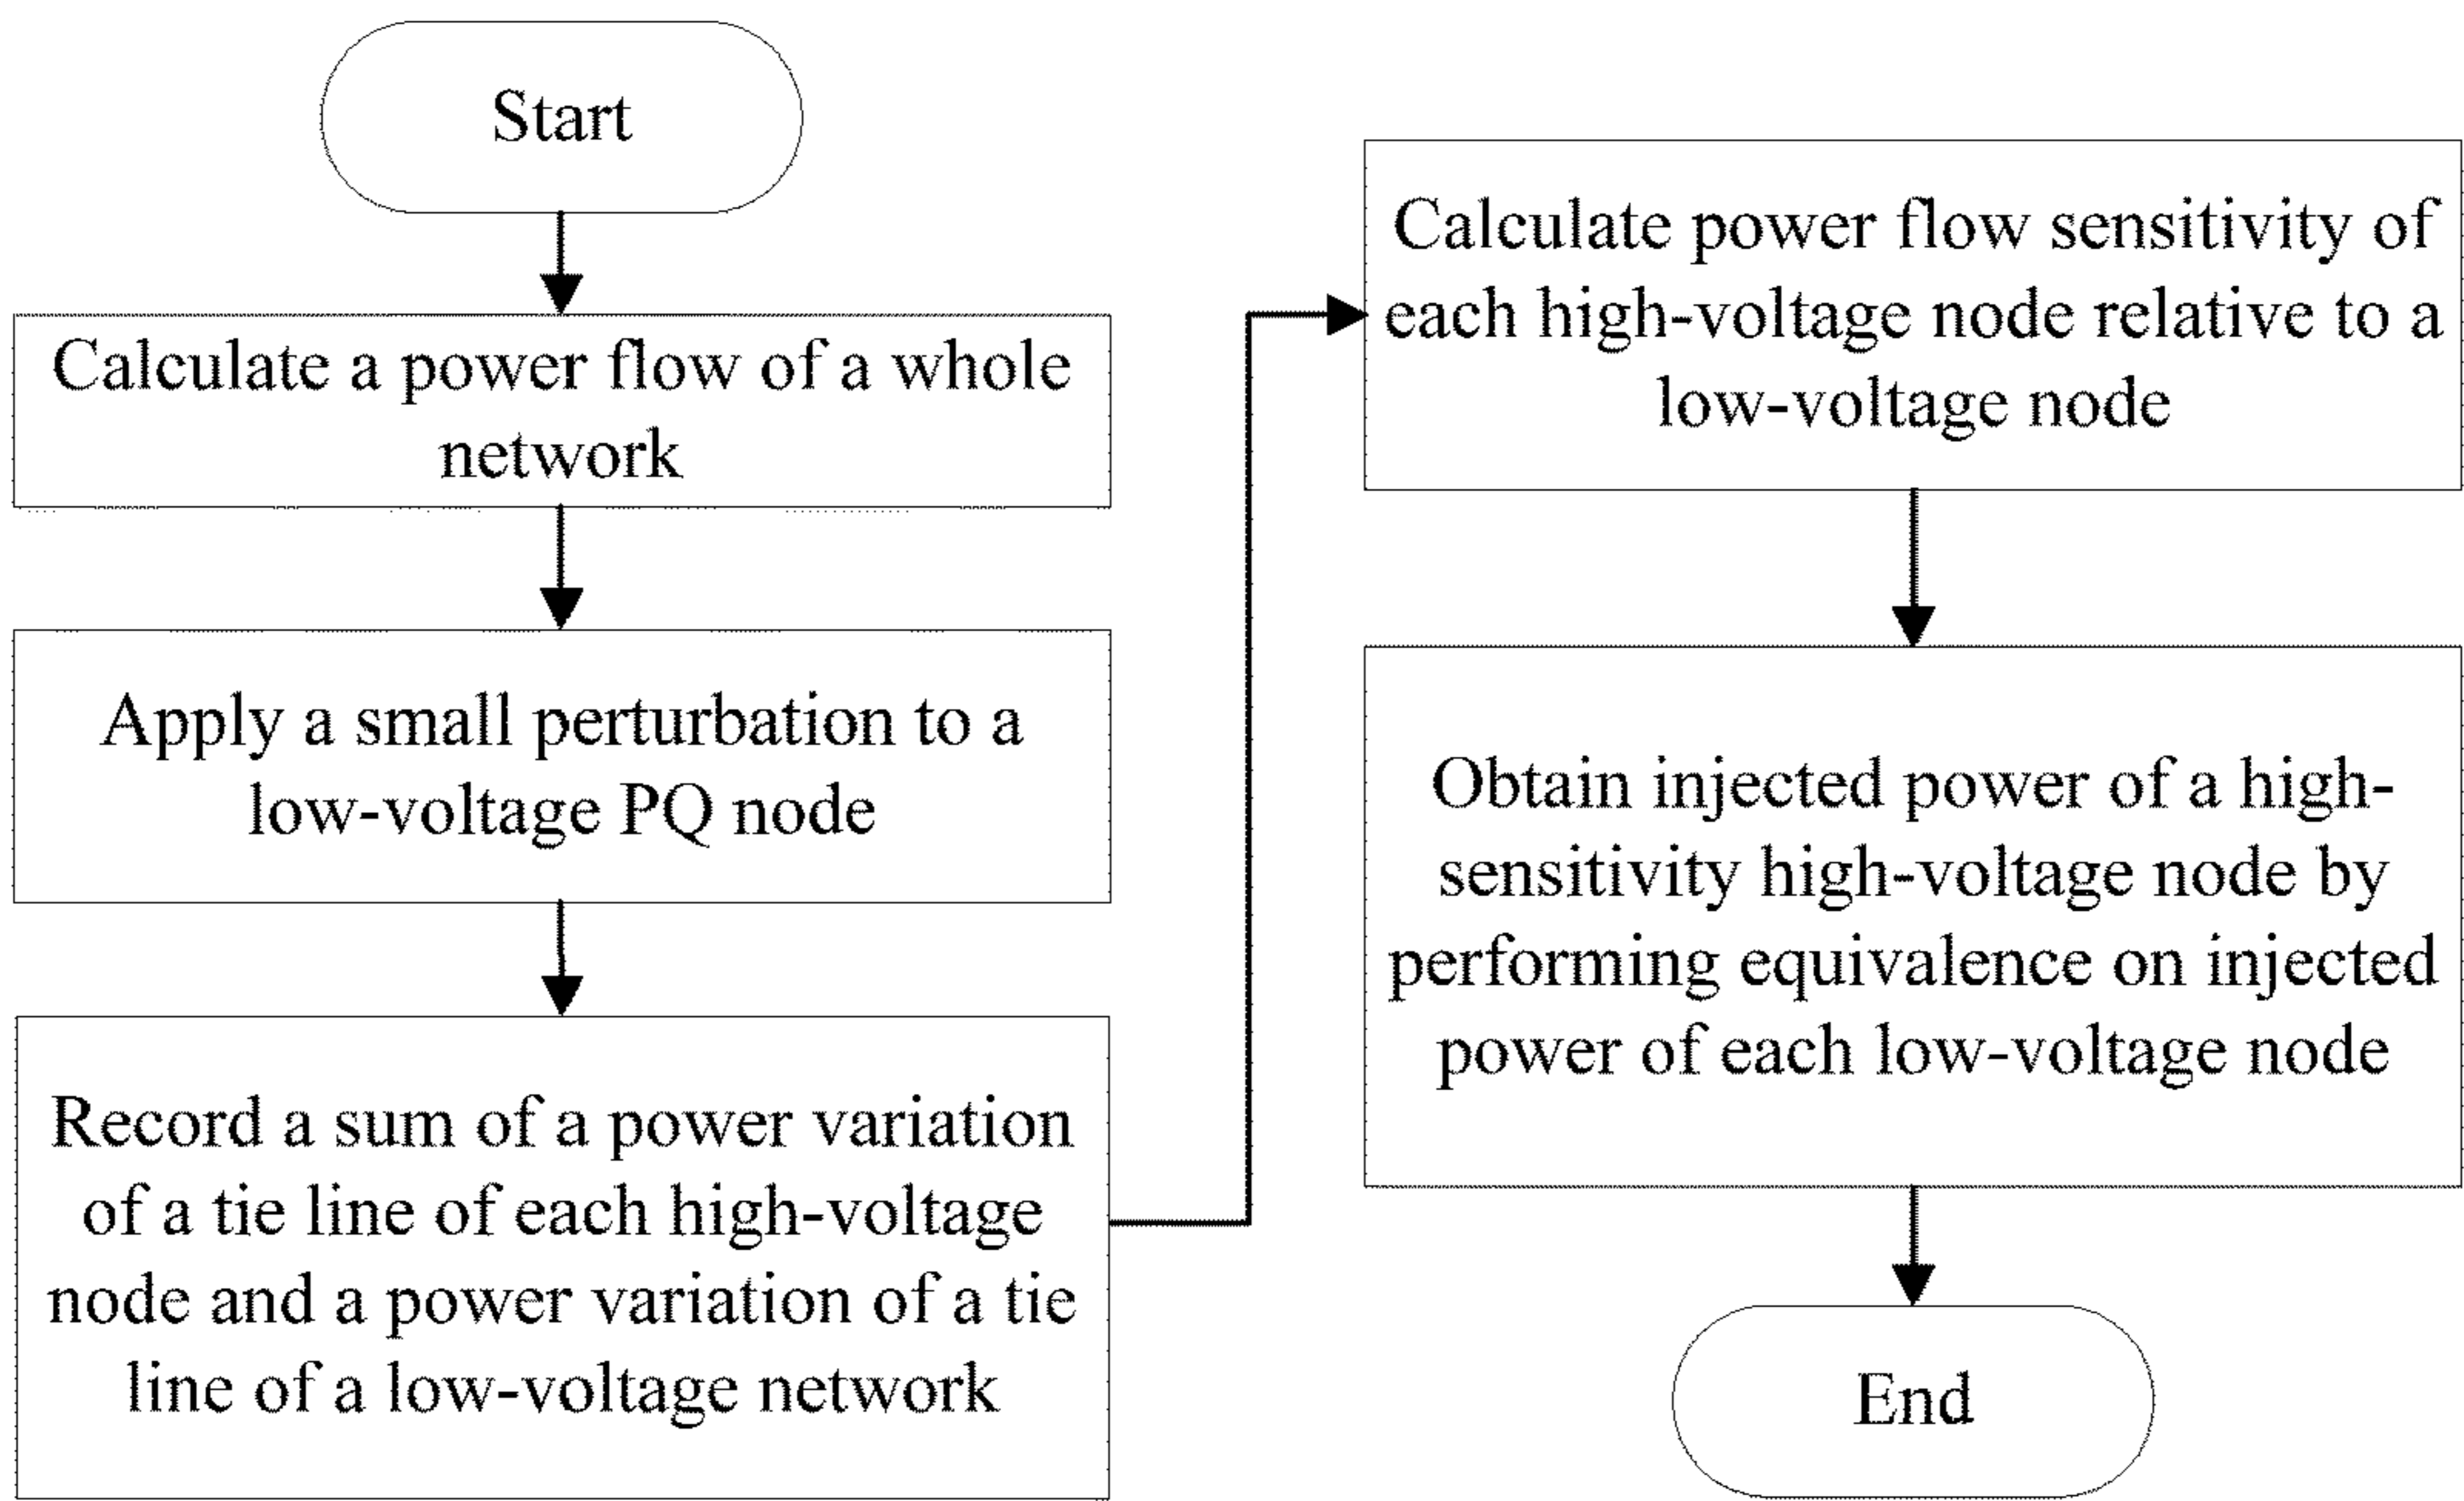 Start
Calculate a power flow of a whole
network
Apply a small perturbation to a
low-voltage PQ node
Record a sum of a power variation
of a tie line of each high-voltage
node and a power variation of a tie
line of a low-voltage network
Calculate power flow sensitivity of
each high-voltage node relative to a
low-voltage node
Obtain injected power of a high-
sensitivity high-voltage node by
performing equivalence on injected
power of each low-voltage node
End